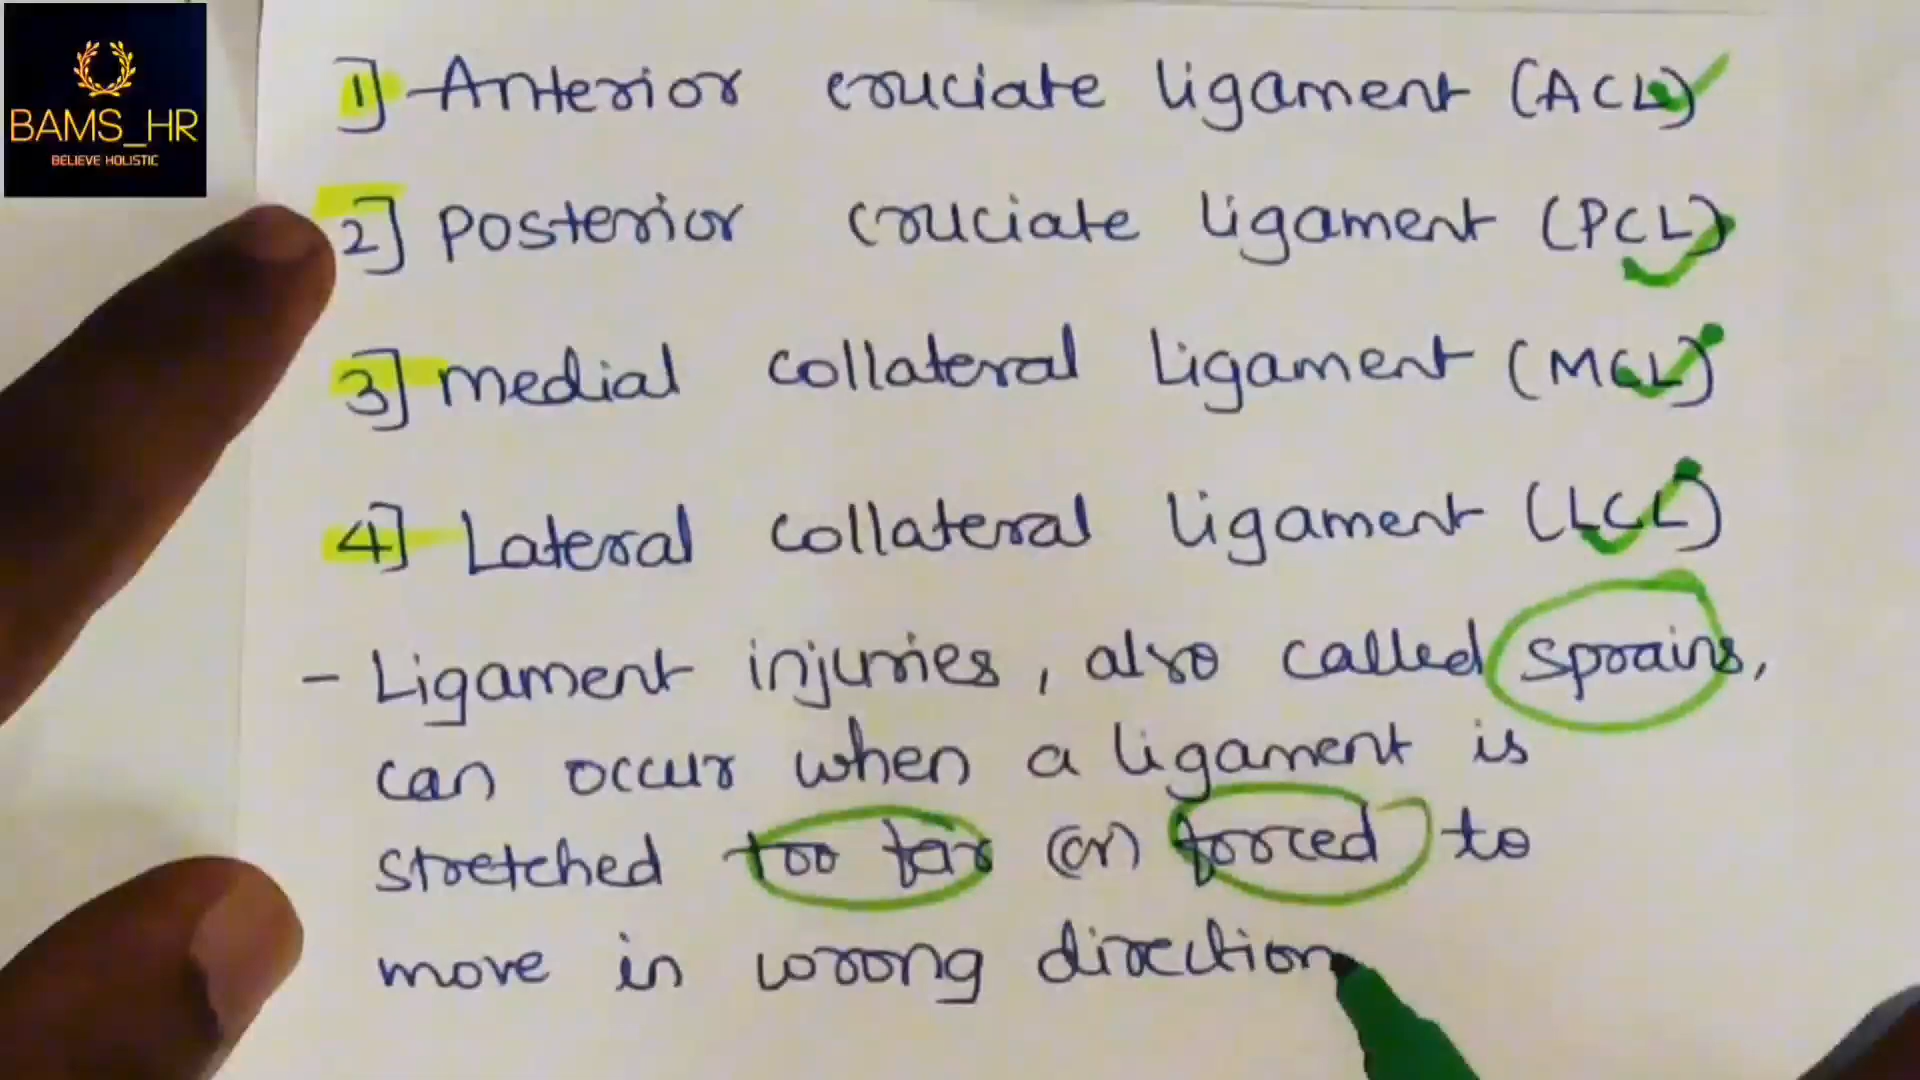 BAMS_HR
BELIEVE HOLISTIC
1] Anterior cruciate ligament (ACL)
2] Posterior cruciate ligament (PCL)
3] Medial collateral ligament (MCL)
4] Lateral collateral ligament (LCL)
- Ligament injuries, also called sprains,
can occur when a ligament is
stretched too far (or) forced to
move in wrong direction